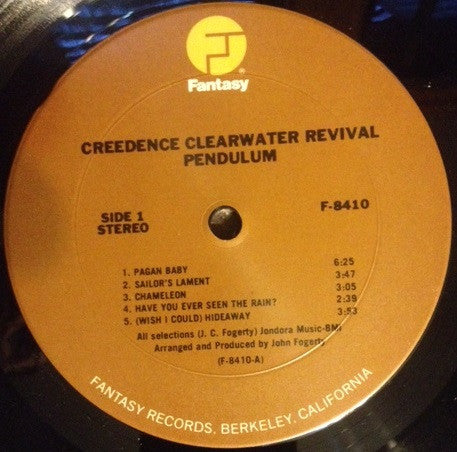 Fantasy
CREEDENCE CLEARWATER REVIVAL
PENDULUM
SIDE 1
STEREO
F-8410
1. PAGAN BABY 6:25
2. SAILOR'S LAMENT 3:47
3. CHAMELEON 3:05
4. HAVE YOU EVER SEEN THE RAIN? 2:39
5. (WISH I COULD) HIDEAWAY 3:53
All selections (J. C. Fogerty) Jondora Music-BMI
Arranged and Produced by John Fogerty
(F-8410-A)
FANTASY RECORDS, BERKELEY, CALIFORNIA